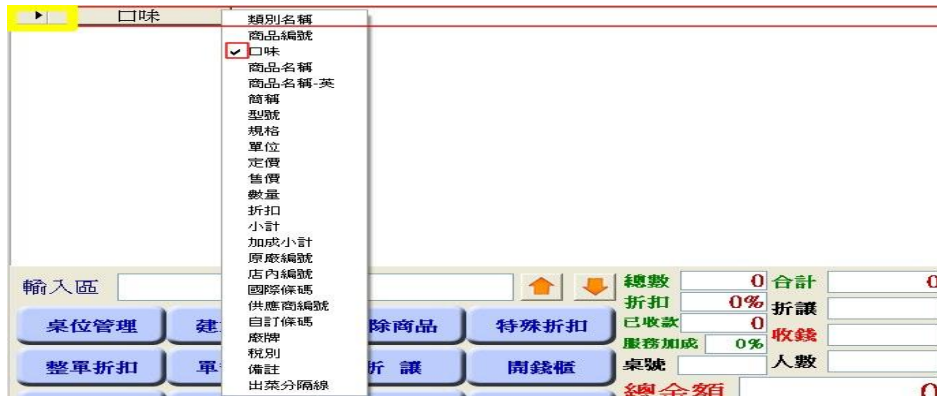 口味
類別名稱
商品編號
口味
商品名稱
商品名稱-英
簡稱
型號
規格
單位
定價
售價
數量
折扣
小計
加成小計
原廠編號
店內編號
國際條碼
供應商編號
自訂條碼
廠牌
稅別
備註
出菜分隔線
輸入區
總數 0 合計 0
折扣 0% 折讓
已收款 0 收錢
服務加成 0%
桌號 人數
總金額 0
桌位管理 建 除商品 特殊折扣
整單折扣 單 折 讓 開錢櫃